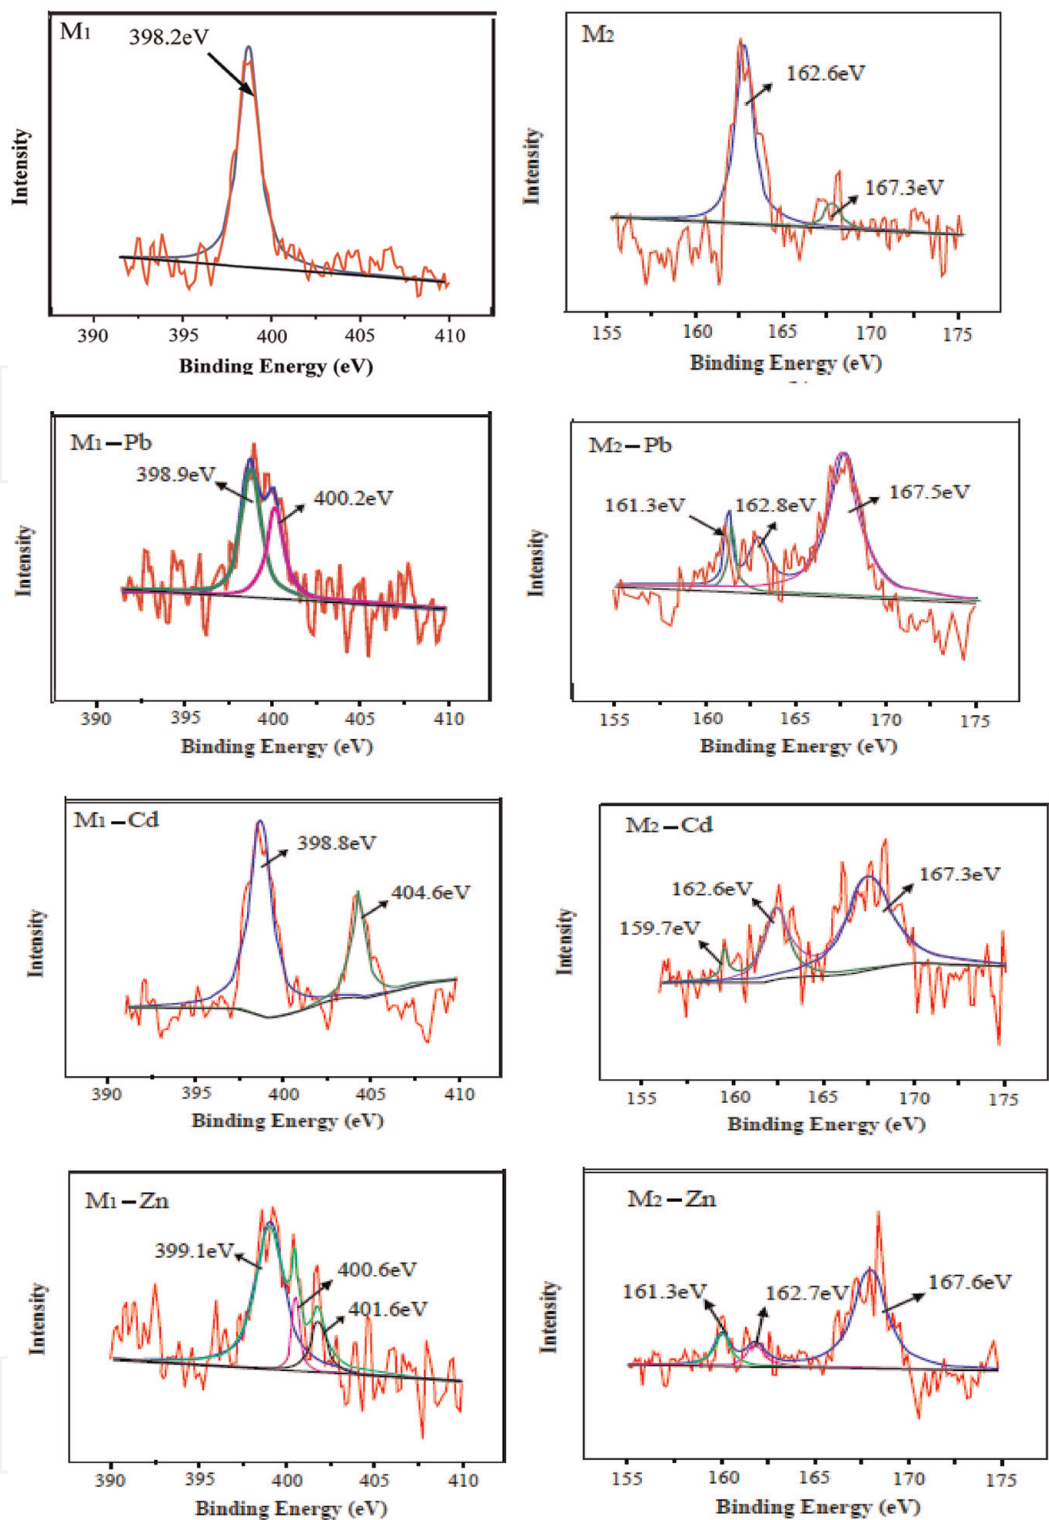 M1
398.2eV
Intensity
390 395 400 405 410
Binding Energy (eV)
M2
162.6eV
167.3eV
Intensity
155 160 165 170 175
Binding Energy (eV)
M1-Pb
398.9eV
400.2eV
Intensity
390 395 400 405 410
Binding Energy (eV)
M2-Pb
161.3eV
162.8eV
167.5eV
Intensity
155 160 165 170 175
Binding Energy (eV)
M1-Cd
398.8eV
404.6eV
Intensity
390 395 400 405 410
Binding Energy (eV)
M2-Cd
167.3eV
162.6eV
159.7eV
Intensity
155 160 165 170 175
Binding Energy (eV)
M1-Zn
399.1eV
400.6eV
401.6eV
Intensity
390 395 400 405 410
Binding Energy (eV)
M2-Zn
161.3eV
162.7eV
167.6eV
Intensity
155 160 165 170 175
Binding Energy (eV)